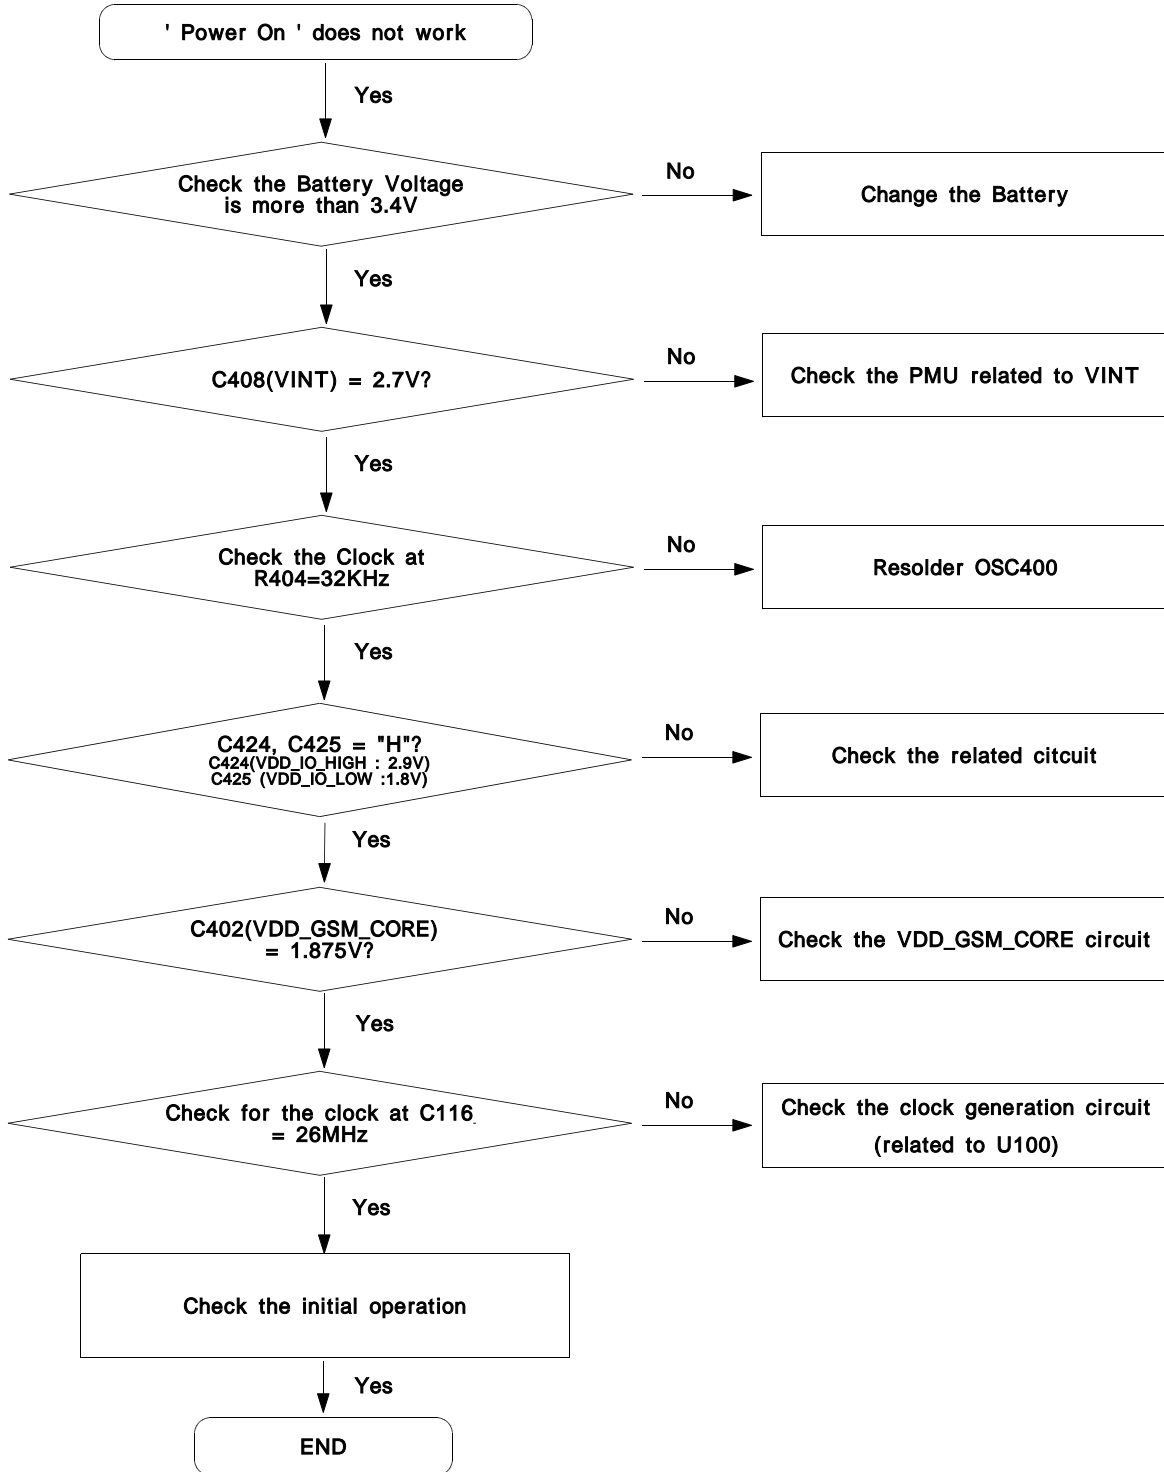 ' Power On ' does not work
Yes
Check the Battery Voltage
is more than 3.4V
No
Change the Battery
Yes
C408(VINT) = 2.7V?
No
Check the PMU related to VINT
Yes
Check the Clock at
R404=32KHz
No
Resolder OSC400
Yes
C424, C425 = "H"?
C424(VDD_IO_HIGH : 2.9V)
C425 (VDD_IO_LOW :1.8V)
No
Check the related citcuit
Yes
C402(VDD_GSM_CORE)
= 1.875V?
No
Check the VDD_GSM_CORE circuit
Yes
Check for the clock at C116
= 26MHz
No
Check the clock generation circuit
(related to U100)
Yes
Check the initial operation
Yes
END